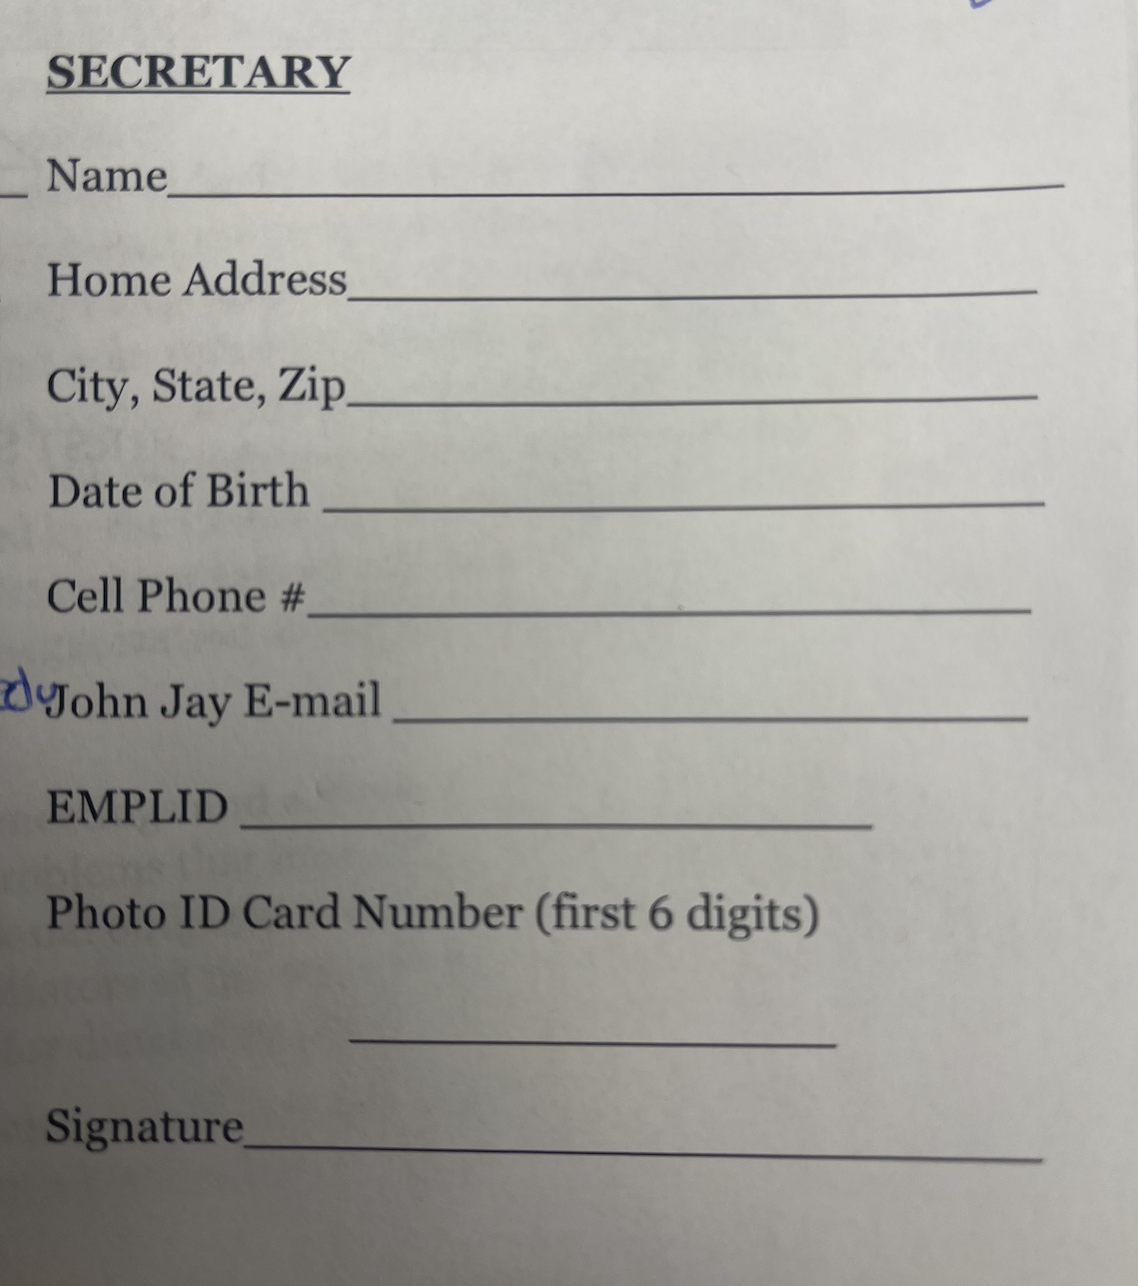 SECRETARY
Name
Home Address
City, State, Zip
Date of Birth
Cell Phone #
John Jay E-mail
EMPLID
Photo ID Card Number (first 6 digits)
Signature